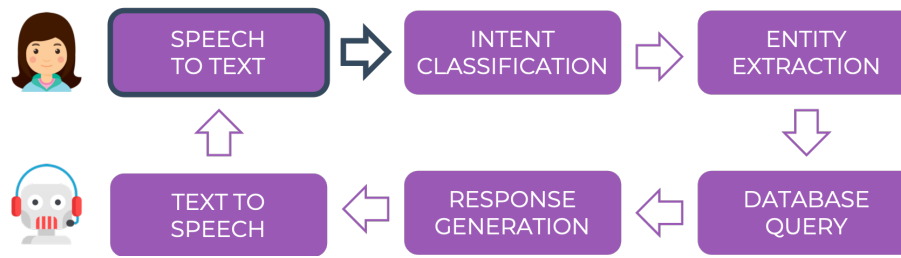 SPEECH
TO TEXT
INTENT
CLASSIFICATION
ENTITY
EXTRACTION
TEXT TO
SPEECH
RESPONSE
GENERATION
DATABASE
QUERY